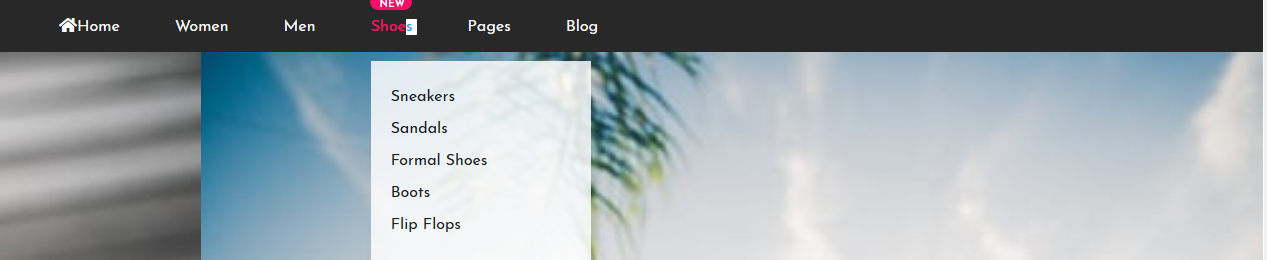 NEW
Home Women Men Shoes Pages Blog
Sneakers
Sandals
Formal Shoes
Boots
Flip Flops